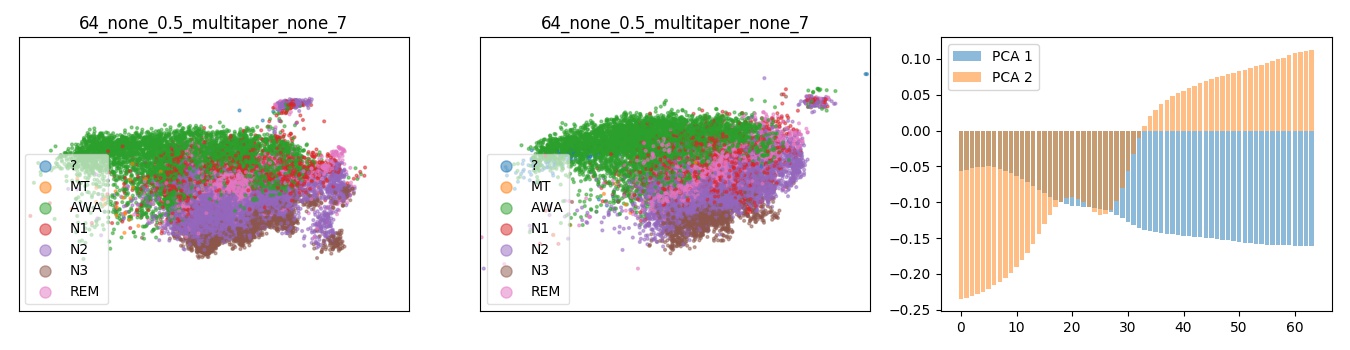 64_none_0.5_multitaper_none_7
?
MT
AWA
N1
N2
N3
REM
64_none_0.5_multitaper_none_7
?
MT
AWA
N1
N2
N3
REM
PCA 1
PCA 2
0.10
0.05
0.00
−0.05
−0.10
−0.15
−0.20
−0.25
0 10 20 30 40 50 60